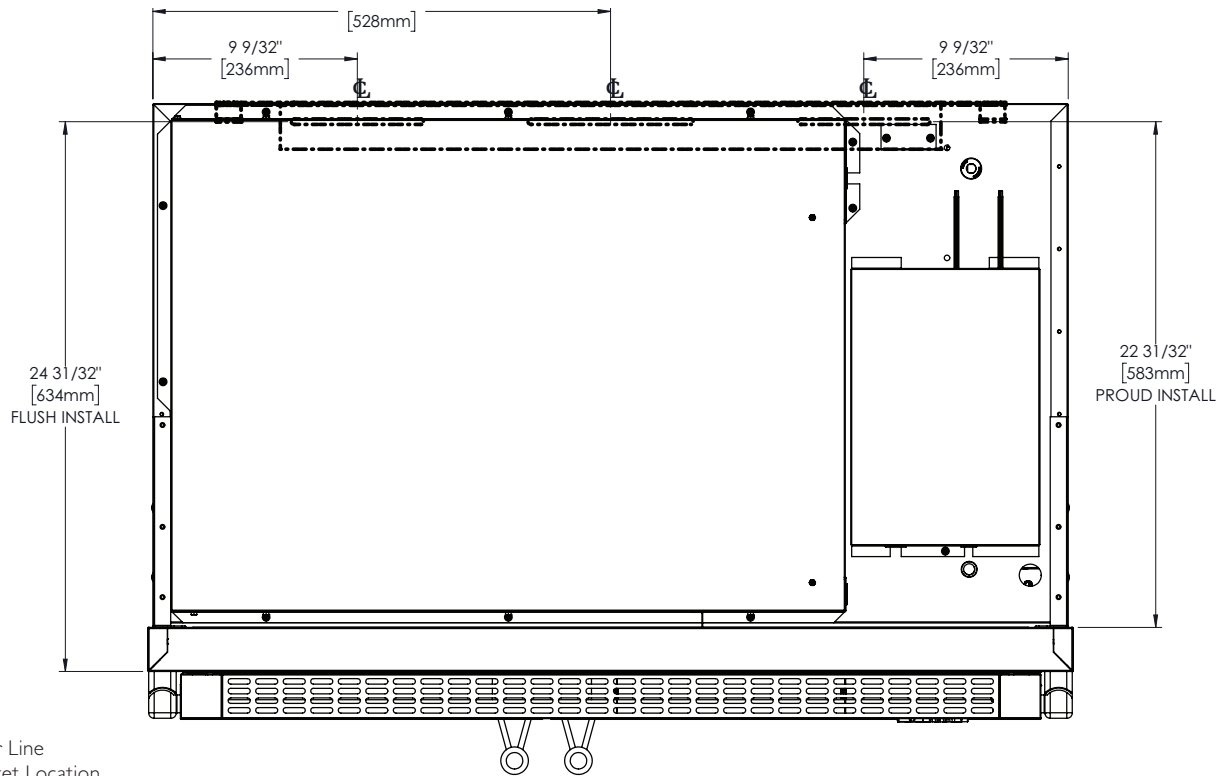 [528mm]
9 9/32"
[236mm]
9 9/32"
[236mm]
℄
℄
℄
24 31/32"
[634mm]
FLUSH INSTALL
22 31/32"
[583mm]
PROUD INSTALL
Line
Location